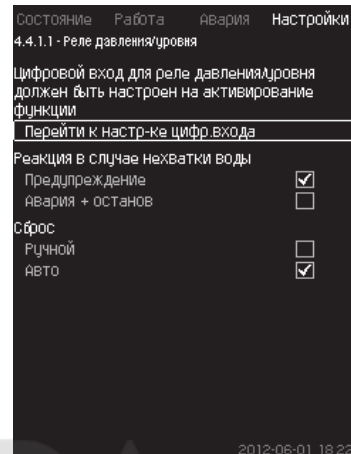 Состояние Работа Авария Настройки
4.4.1.1 - Реле давления/уровня
Цифровой вход для реле давления/уровня
должен быть настроен на активирование
функции
Перейти к настр-ке цифр.входа
Реакция в случае нехватки воды
Предупреждение
Авария + останов
Сброс
Ручной
Авто
2012-06-01 18:22